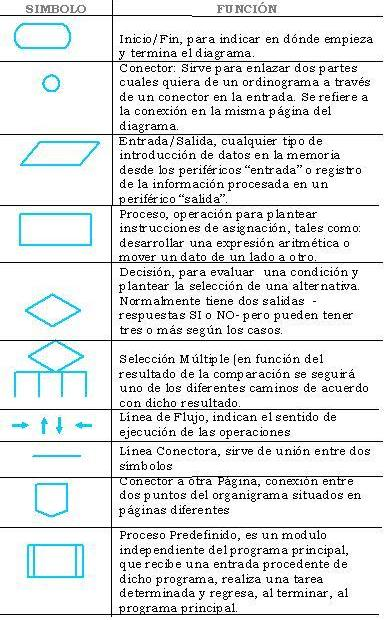 SIMBOLO FUNCIÓN
Inicio/Fin, para indicar en dónde empieza
y termina el diagrama.
Conector: Sirve para enlazar dos partes
cuales quiera de un ordinograma a través
de un conector en la entrada. Se refiere a
la conexión en la misma página del
diagrama.
Entrada/Salida, cualquier tipo de
introducción de datos en la memoria
desde los periféricos “entrada” o registro
de la información procesada en un
periférico “salida”.
Proceso, operación para plantear
instrucciones de asignación, tales como:
desarrollar una expresión aritmética o
mover un dato de un lado a otro.
Decisión, para evaluar una condición y
plantear la selección de una alternativa.
Normalmente tiene dos salidas -
respuestas SI o NO- pero pueden tener
tres o más según los casos.
Selección Múltiple (en función del
resultado de la comparación se seguirá
uno de los diferentes caminos de acuerdo
con dicho resultado.
Línea de Flujo, indican el sentido de
ejecución de las operaciones
Línea Conectora, sirve de unión entre dos
símbolos
Conector a otra Página, conexión entre
dos puntos del organigrama situados en
páginas diferentes
Proceso Predefinido, es un modulo
independiente del programa principal,
que recibe una entrada procedente de
dicho programa, realiza una tarea
determinada y regresa, al terminar, al
programa principal.